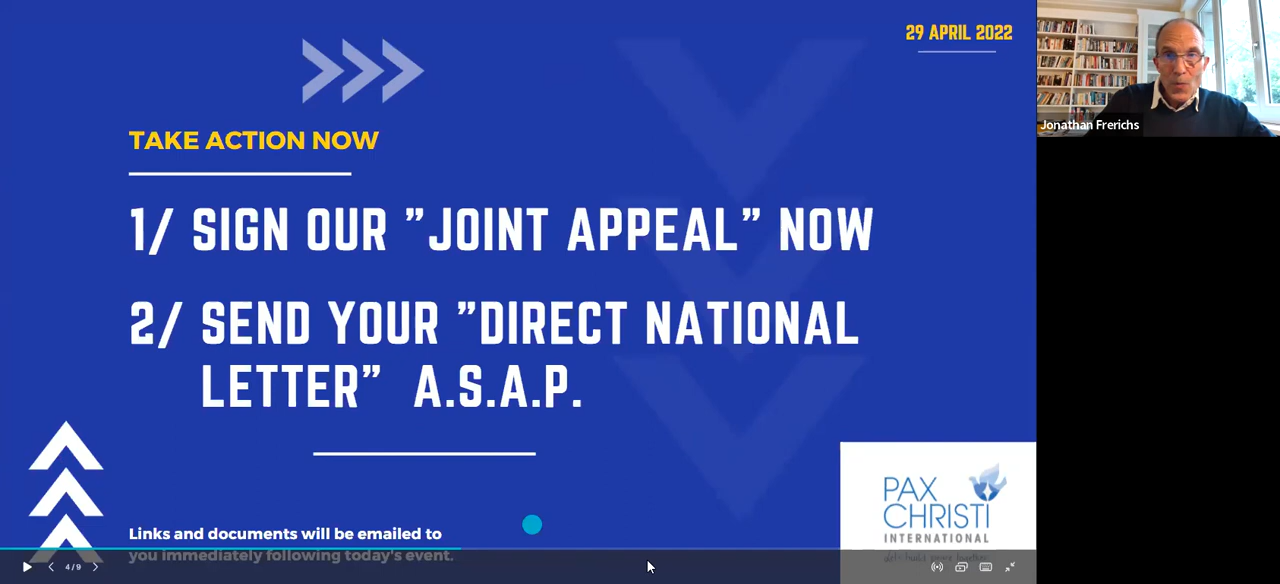 29 APRIL 2022
Jonathan Frerichs
TAKE ACTION NOW
1/ SIGN OUR "JOINT APPEAL" NOW
2/ SEND YOUR "DIRECT NATIONAL
LETTER" A.S.A.P.
PAX
CHRISTI
INTERNATIONAL
Links and documents will be emailed to
you immediately following today's event.
4/9